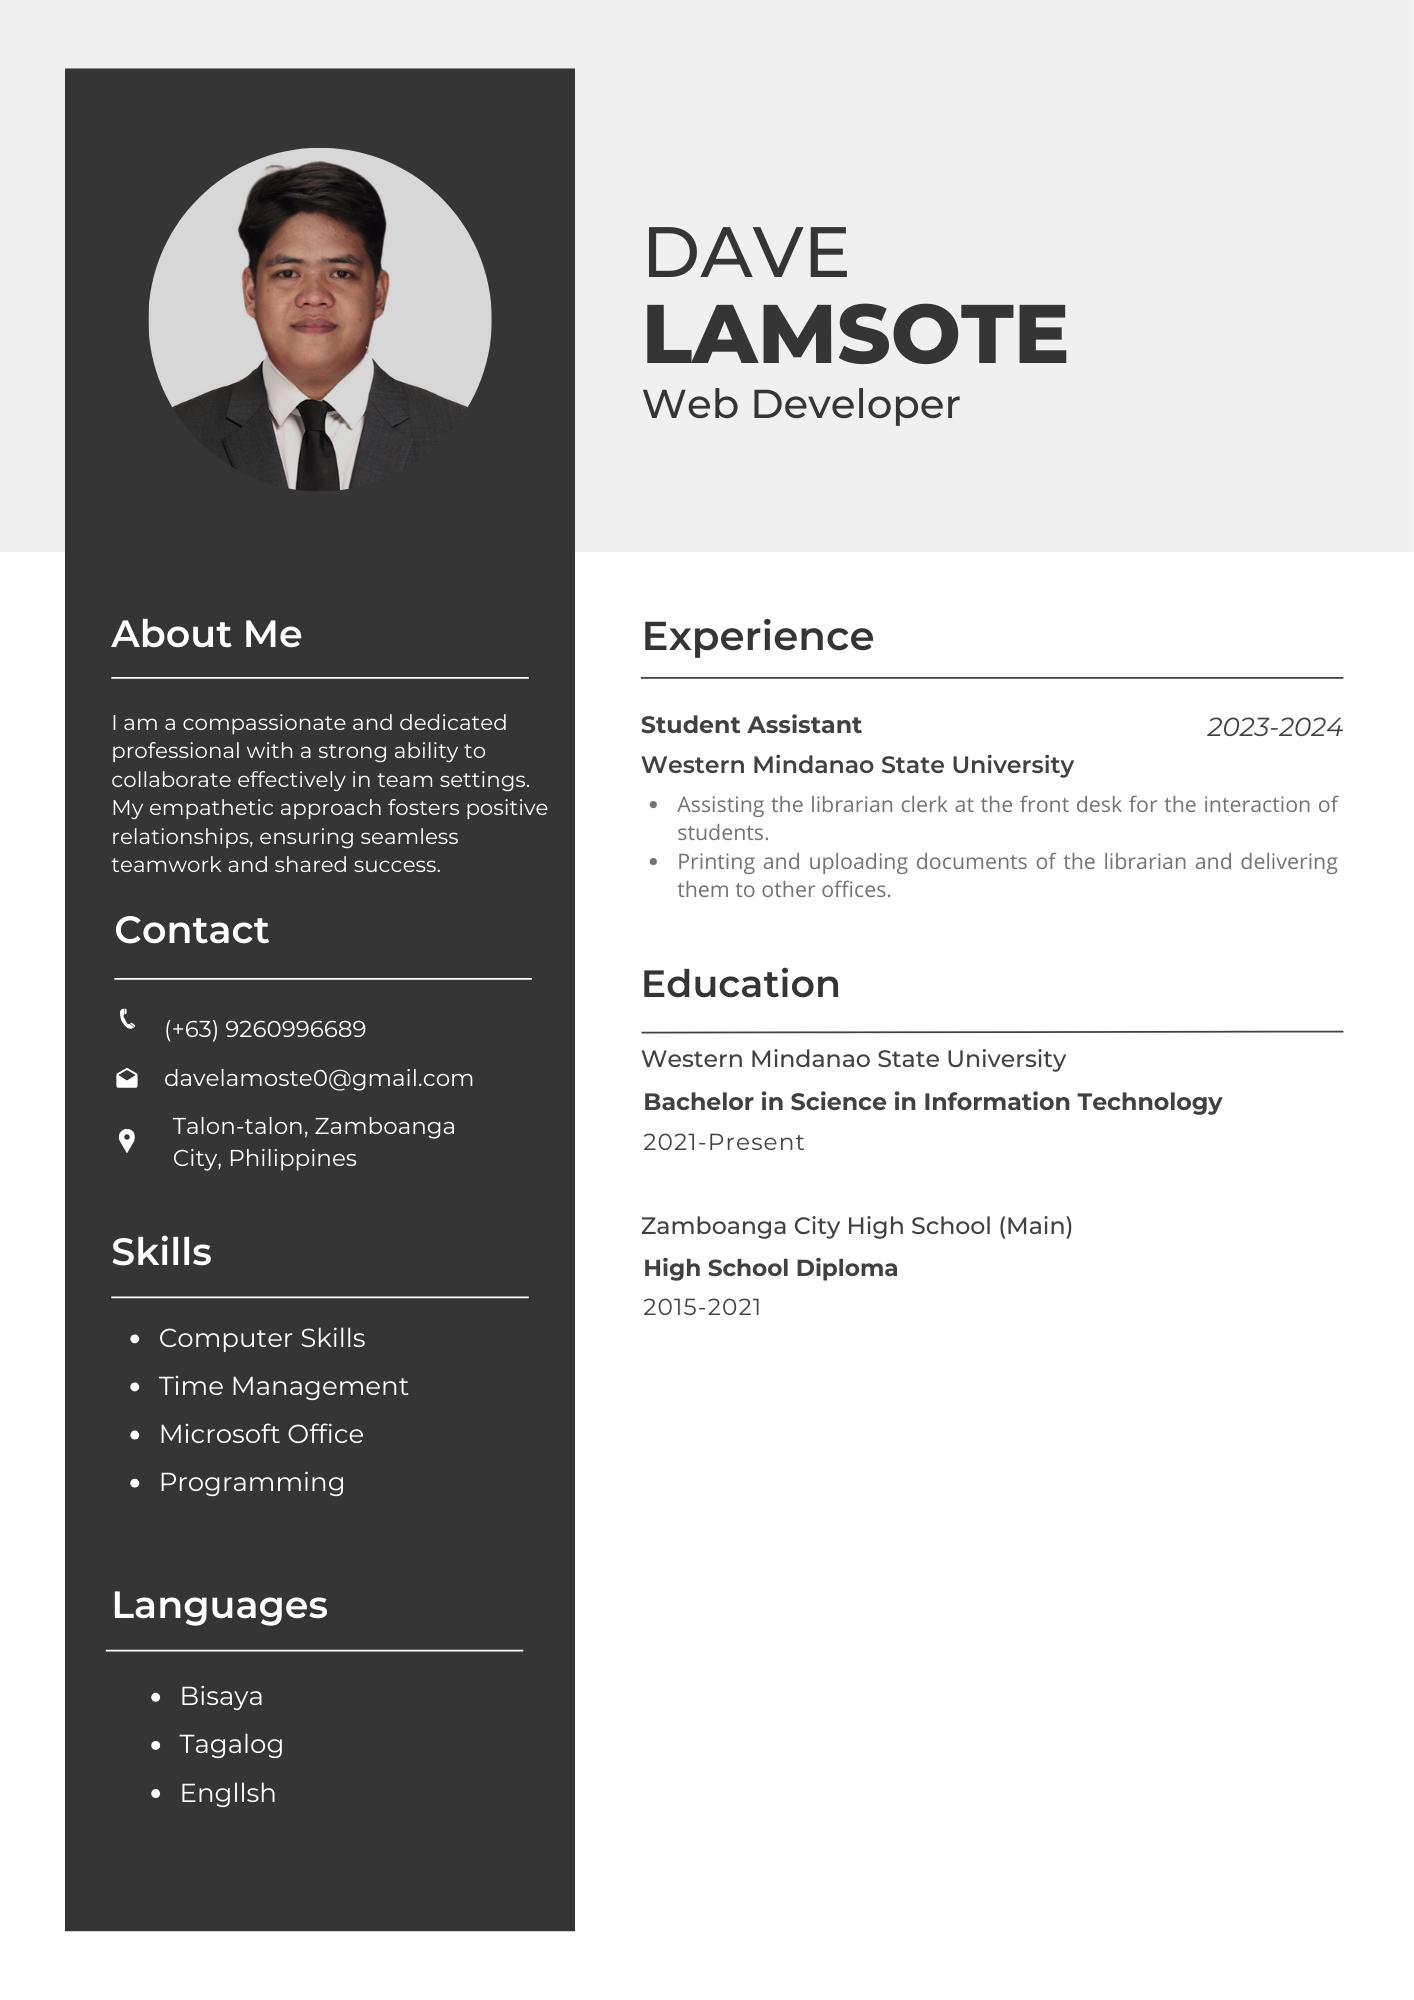 DAVE
LAMSOTE
Web Developer
About Me
I am a compassionate and dedicated
professional with a strong ability to
collaborate effectively in team settings.
My empathetic approach fosters positive
relationships, ensuring seamless
teamwork and shared success.
Contact
(+63) 9260996689
davelamoste0@gmail.com
Talon-talon, Zamboanga
City, Philippines
Skills
• Computer Skills
• Time Management
• Microsoft Office
• Programming
Languages
• Bisaya
• Tagalog
• Engllsh
Experience
Student Assistant 2023-2024
Western Mindanao State University
• Assisting the librarian clerk at the front desk for the interaction of
students.
• Printing and uploading documents of the librarian and delivering
them to other offices.
Education
Western Mindanao State University
Bachelor in Science in Information Technology
2021-Present
Zamboanga City High School (Main)
High School Diploma
2015-2021